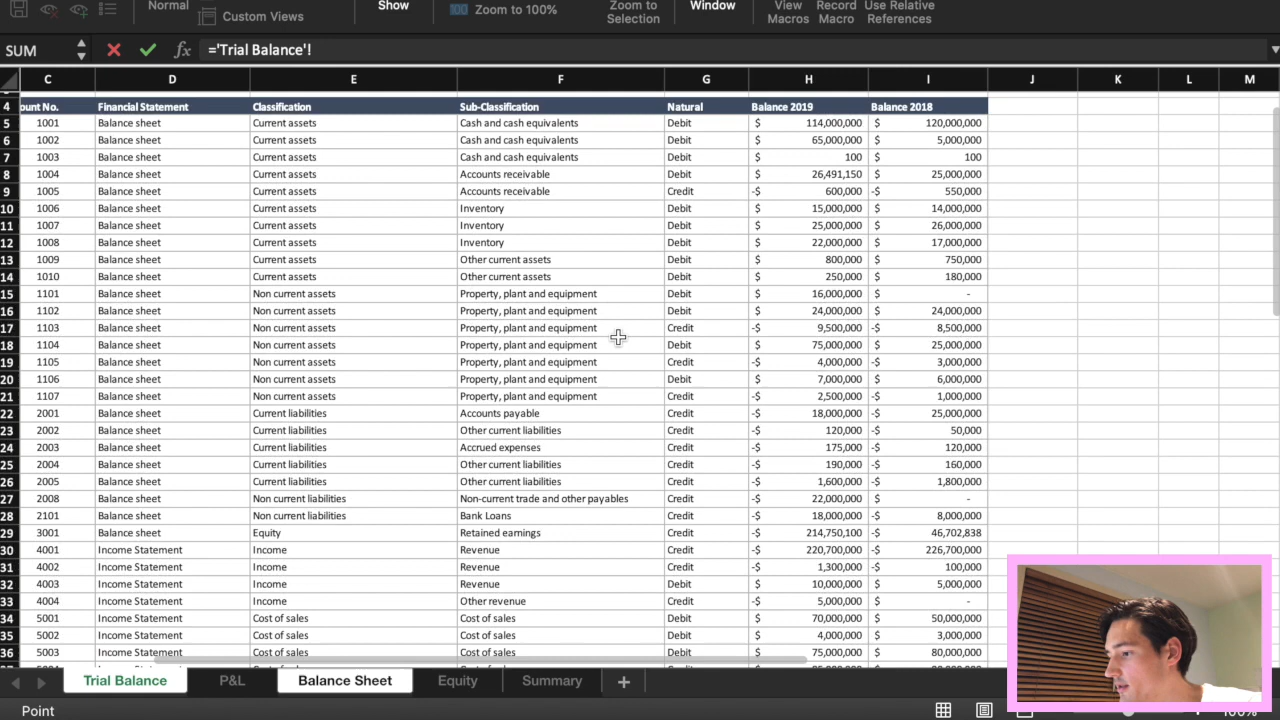 Normal Show Zoom to Window View Record Use Relative
Custom Views 100 Zoom to 100% Selection Macros Macro References
SUM fx ='Trial Balance'!
C D E F G H I J K L M
4 ount No. Financial Statement Classification Sub-Classification Natural Balance 2019 Balance 2018
5 1001 Balance sheet Current assets Cash and cash equivalents Debit $ 114,000,000 $ 120,000,000
6 1002 Balance sheet Current assets Cash and cash equivalents Debit $ 65,000,000 $ 5,000,000
7 1003 Balance sheet Current assets Cash and cash equivalents Debit $ 100 $ 100
8 1004 Balance sheet Current assets Accounts receivable Debit $ 26,491,150 $ 25,000,000
9 1005 Balance sheet Current assets Accounts receivable Credit -$ 600,000 -$ 550,000
10 1006 Balance sheet Current assets Inventory Debit $ 15,000,000 $ 14,000,000
11 1007 Balance sheet Current assets Inventory Debit $ 25,000,000 $ 26,000,000
12 1008 Balance sheet Current assets Inventory Debit $ 22,000,000 $ 17,000,000
13 1009 Balance sheet Current assets Other current assets Debit $ 800,000 $ 750,000
14 1010 Balance sheet Current assets Other current assets Debit $ 250,000 $ 180,000
15 1101 Balance sheet Non current assets Property, plant and equipment Debit $ 16,000,000 $ -
16 1102 Balance sheet Non current assets Property, plant and equipment Debit $ 24,000,000 $ 24,000,000
17 1103 Balance sheet Non current assets Property, plant and equipment Credit -$ 9,500,000 -$ 8,500,000
18 1104 Balance sheet Non current assets Property, plant and equipment Debit $ 75,000,000 $ 25,000,000
19 1105 Balance sheet Non current assets Property, plant and equipment Credit -$ 4,000,000 -$ 3,000,000
20 1106 Balance sheet Non current assets Property, plant and equipment Debit $ 7,000,000 $ 6,000,000
21 1107 Balance sheet Non current assets Property, plant and equipment Credit -$ 2,500,000 -$ 1,000,000
22 2001 Balance sheet Current liabilities Accounts payable Credit -$ 18,000,000 -$ 25,000,000
23 2002 Balance sheet Current liabilities Other current liabilities Credit -$ 120,000 -$ 50,000
24 2003 Balance sheet Current liabilities Accrued expenses Credit -$ 175,000 -$ 120,000
25 2004 Balance sheet Current liabilities Other current liabilities Credit -$ 190,000 -$ 160,000
26 2005 Balance sheet Current liabilities Other current liabilities Credit -$ 1,600,000 -$ 1,800,000
27 2008 Balance sheet Non current liabilities Non-current trade and other payables Credit -$ 22,000,000 $ -
28 2101 Balance sheet Non current liabilities Bank Loans Credit -$ 18,000,000 -$ 8,000,000
29 3001 Balance sheet Equity Retained earnings Credit -$ 214,750,100 -$ 46,702,838
30 4001 Income Statement Income Revenue Credit -$ 220,700,000 -$ 226,700,000
31 4002 Income Statement Income Revenue Credit -$ 1,300,000 -$ 100,000
32 4003 Income Statement Income Revenue Debit $ 10,000,000 $ 5,000,000
33 4004 Income Statement Income Other revenue Credit -$ 5,000,000 $ -
34 5001 Income Statement Cost of sales Cost of sales Debit $ 70,000,000 $ 50,000,000
35 5002 Income Statement Cost of sales Cost of sales Debit $ 4,000,000 $ 3,000,000
36 5003 Income Statement Cost of sales Cost of sales Debit $ 75,000,000 $ 80,000,000
Trial Balance P&L Balance Sheet Equity Summary +
Point